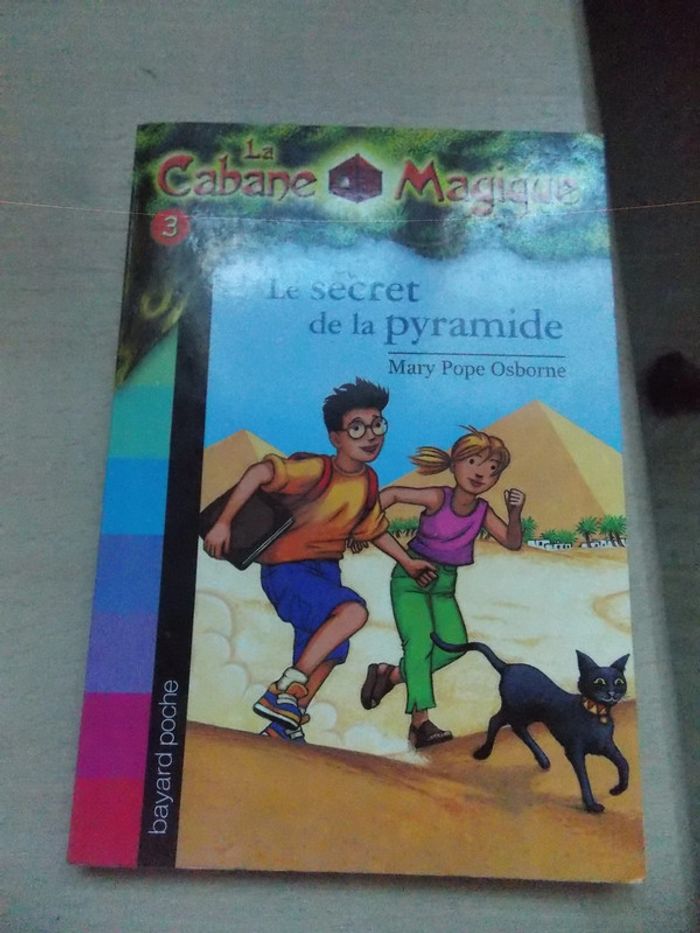 La
Cabane Magique
3
Le secret
de la pyramide
Mary Pope Osborne
bayard poche